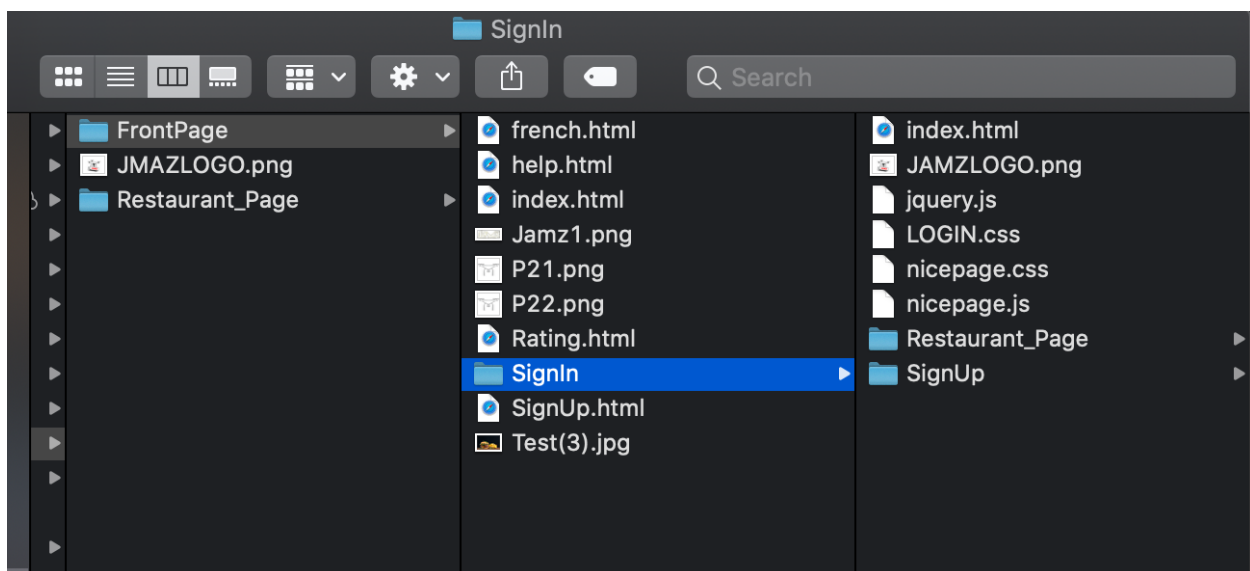 SignIn
Search
FrontPage
JMAZLOGO.png
Restaurant_Page
french.html
help.html
index.html
Jamz1.png
P21.png
P22.png
Rating.html
SignIn
SignUp.html
Test(3).jpg
index.html
JAMZLOGO.png
jquery.js
LOGIN.css
nicepage.css
nicepage.js
Restaurant_Page
SignUp